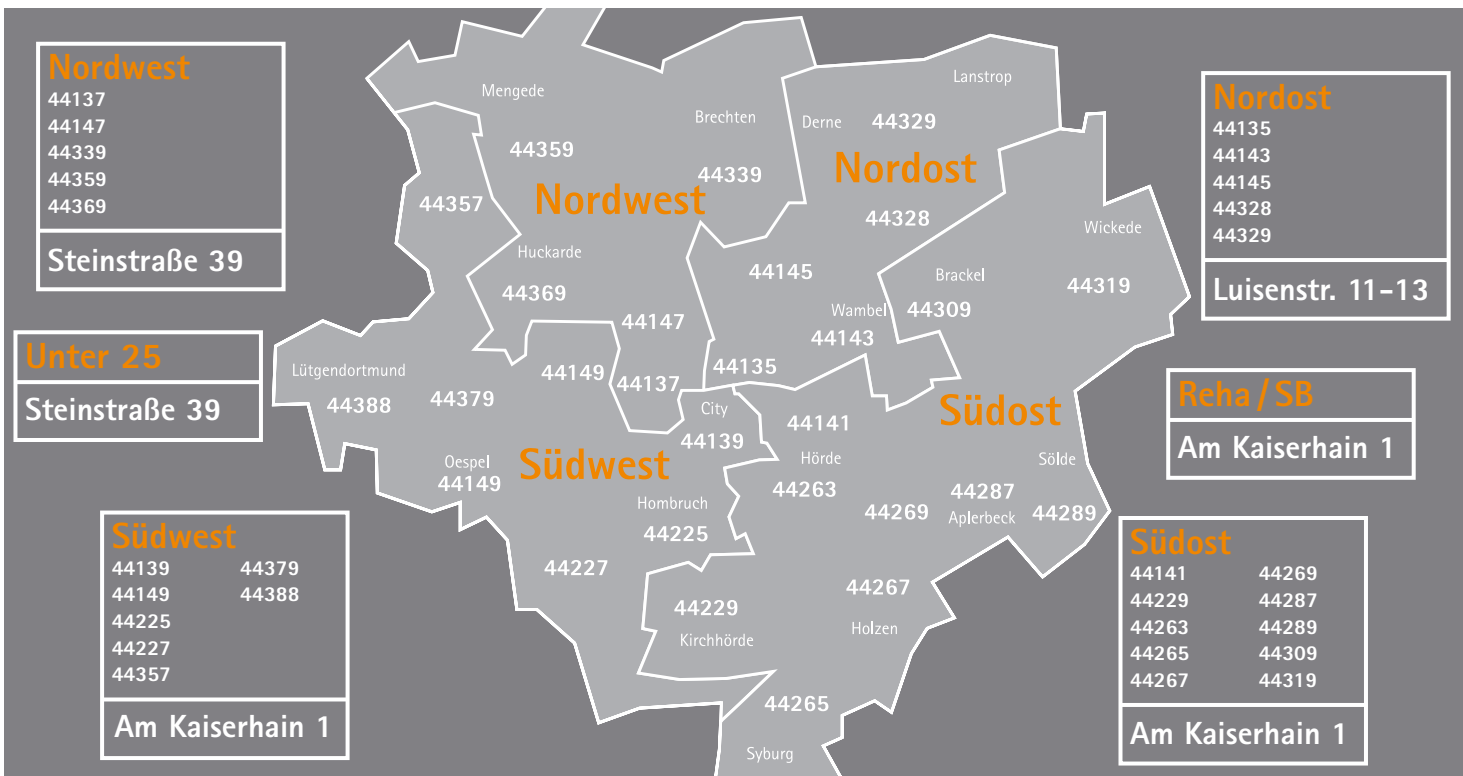 Nordwest
44137
44147
44339
44359
44369
Steinstraße 39
Unter 25
Steinstraße 39
Südwest
44139 44379
44149 44388
44225
44227
44357
Am Kaiserhain 1
Mengede
Lanstrop
Brechten
Derne
44329
44359
44339
Nordost
Nordwest
44357
44328
Wickede
Huckarde
44145
Brackel
44319
44369
44309
Wambel
44147
44143
44135
Lütgendortmund
44149
44137
44388
44379
City
Südost
44141
44139
Hörde
Sölde
Oespel
44149
Südwest
44263
44287
Hombruch
44269
Aplerbeck
44289
44225
44227
44267
44229
Holzen
Kirchhörde
44265
Syburg
Nordost
44135
44143
44145
44328
44329
Luisenstr. 11-13
Reha / SB
Am Kaiserhain 1
Südost
44141 44269
44229 44287
44263 44289
44265 44309
44267 44319
Am Kaiserhain 1